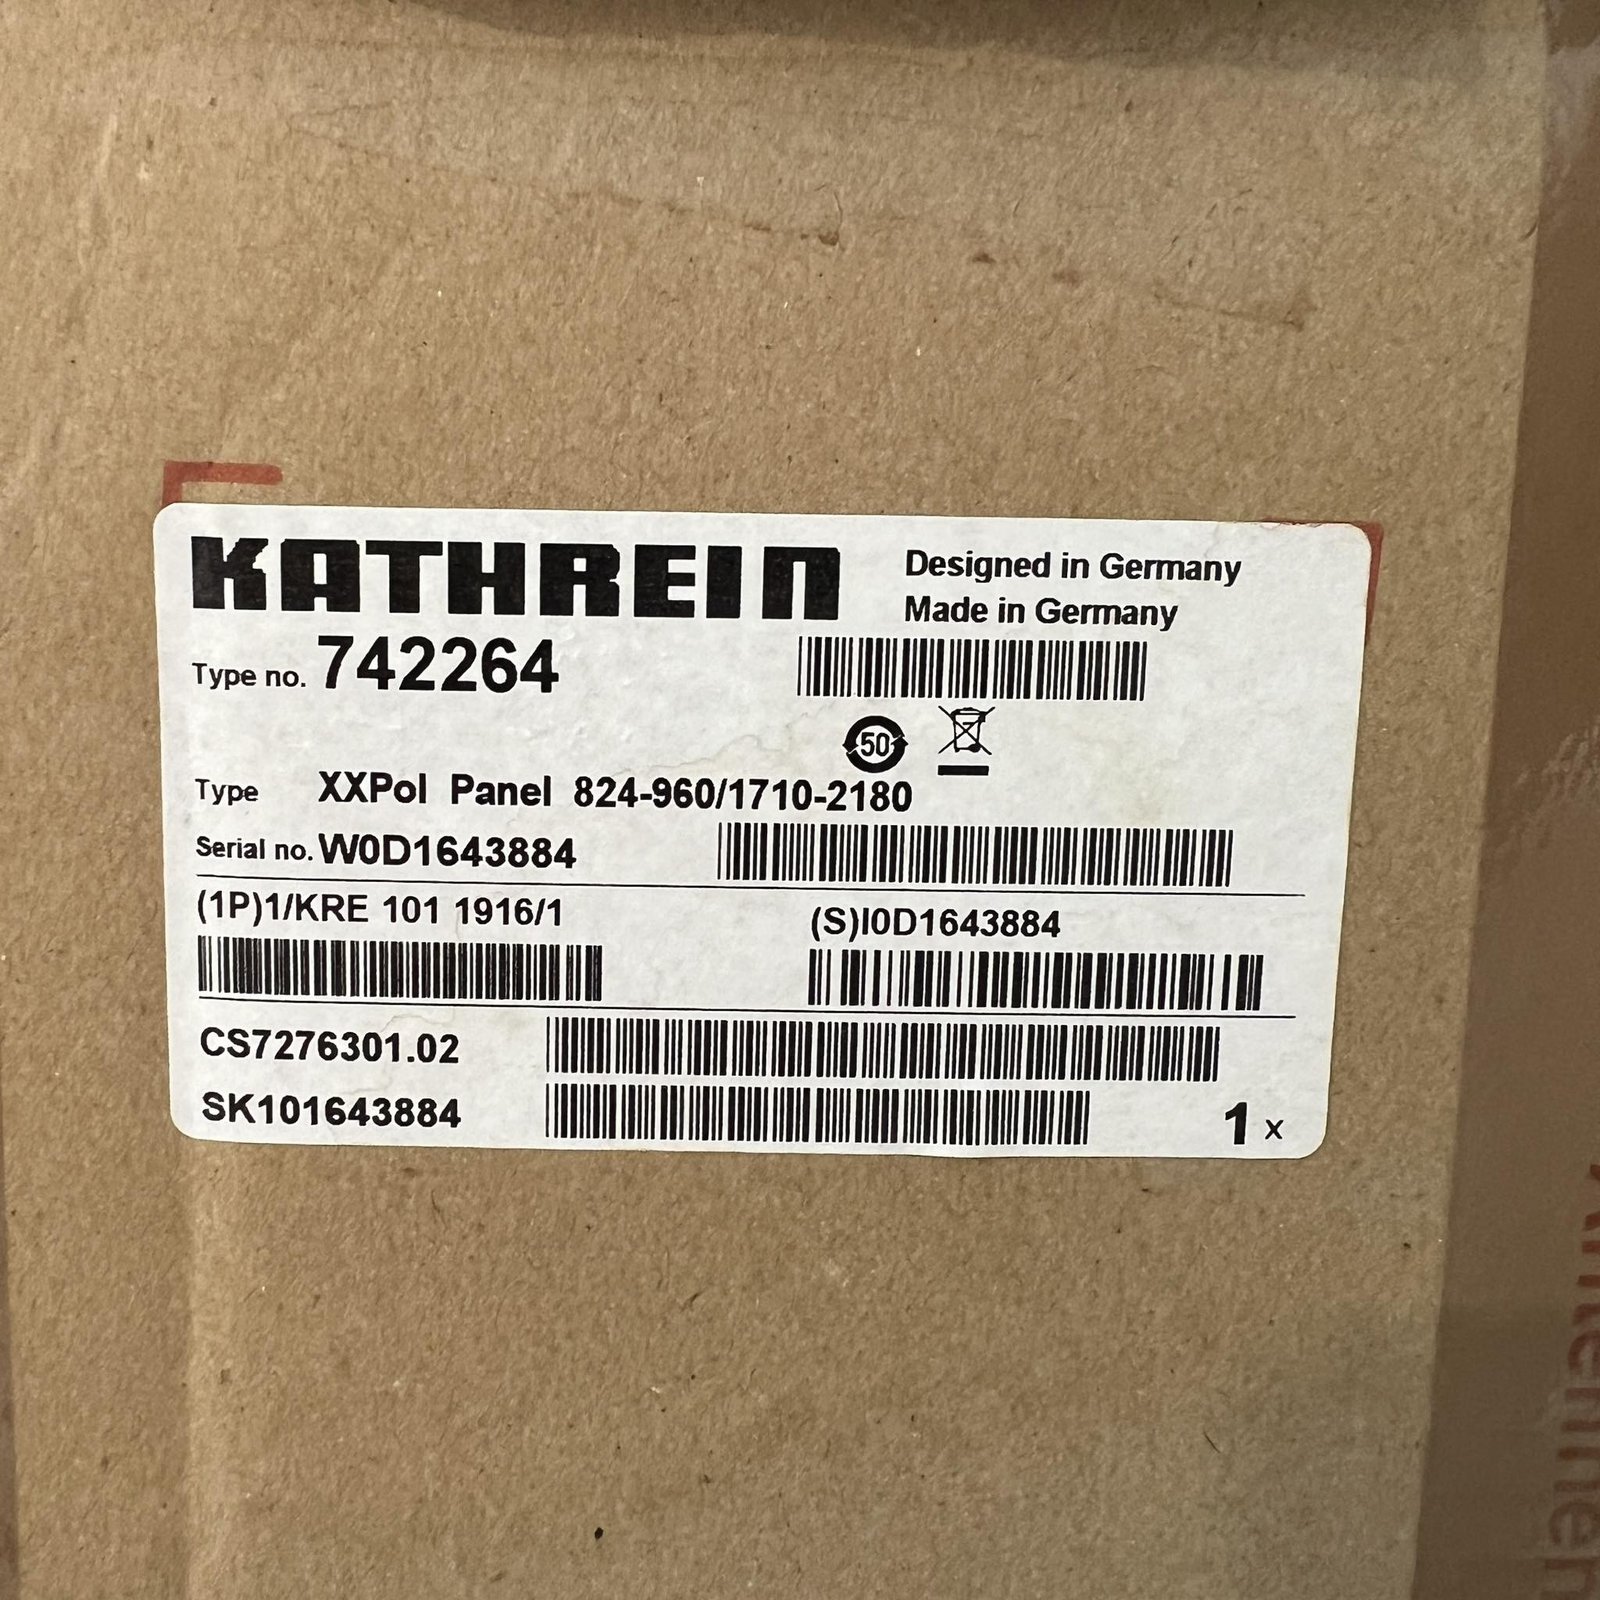 KATHREIN
Designed in Germany
Made in Germany
Type no. 742264
50
Type XXPol Panel 824-960/1710-2180
Serial no. W0D1643884
(1P)1/KRE 101 1916/1
(S)I0D1643884
CS7276301.02
SK101643884
1 x